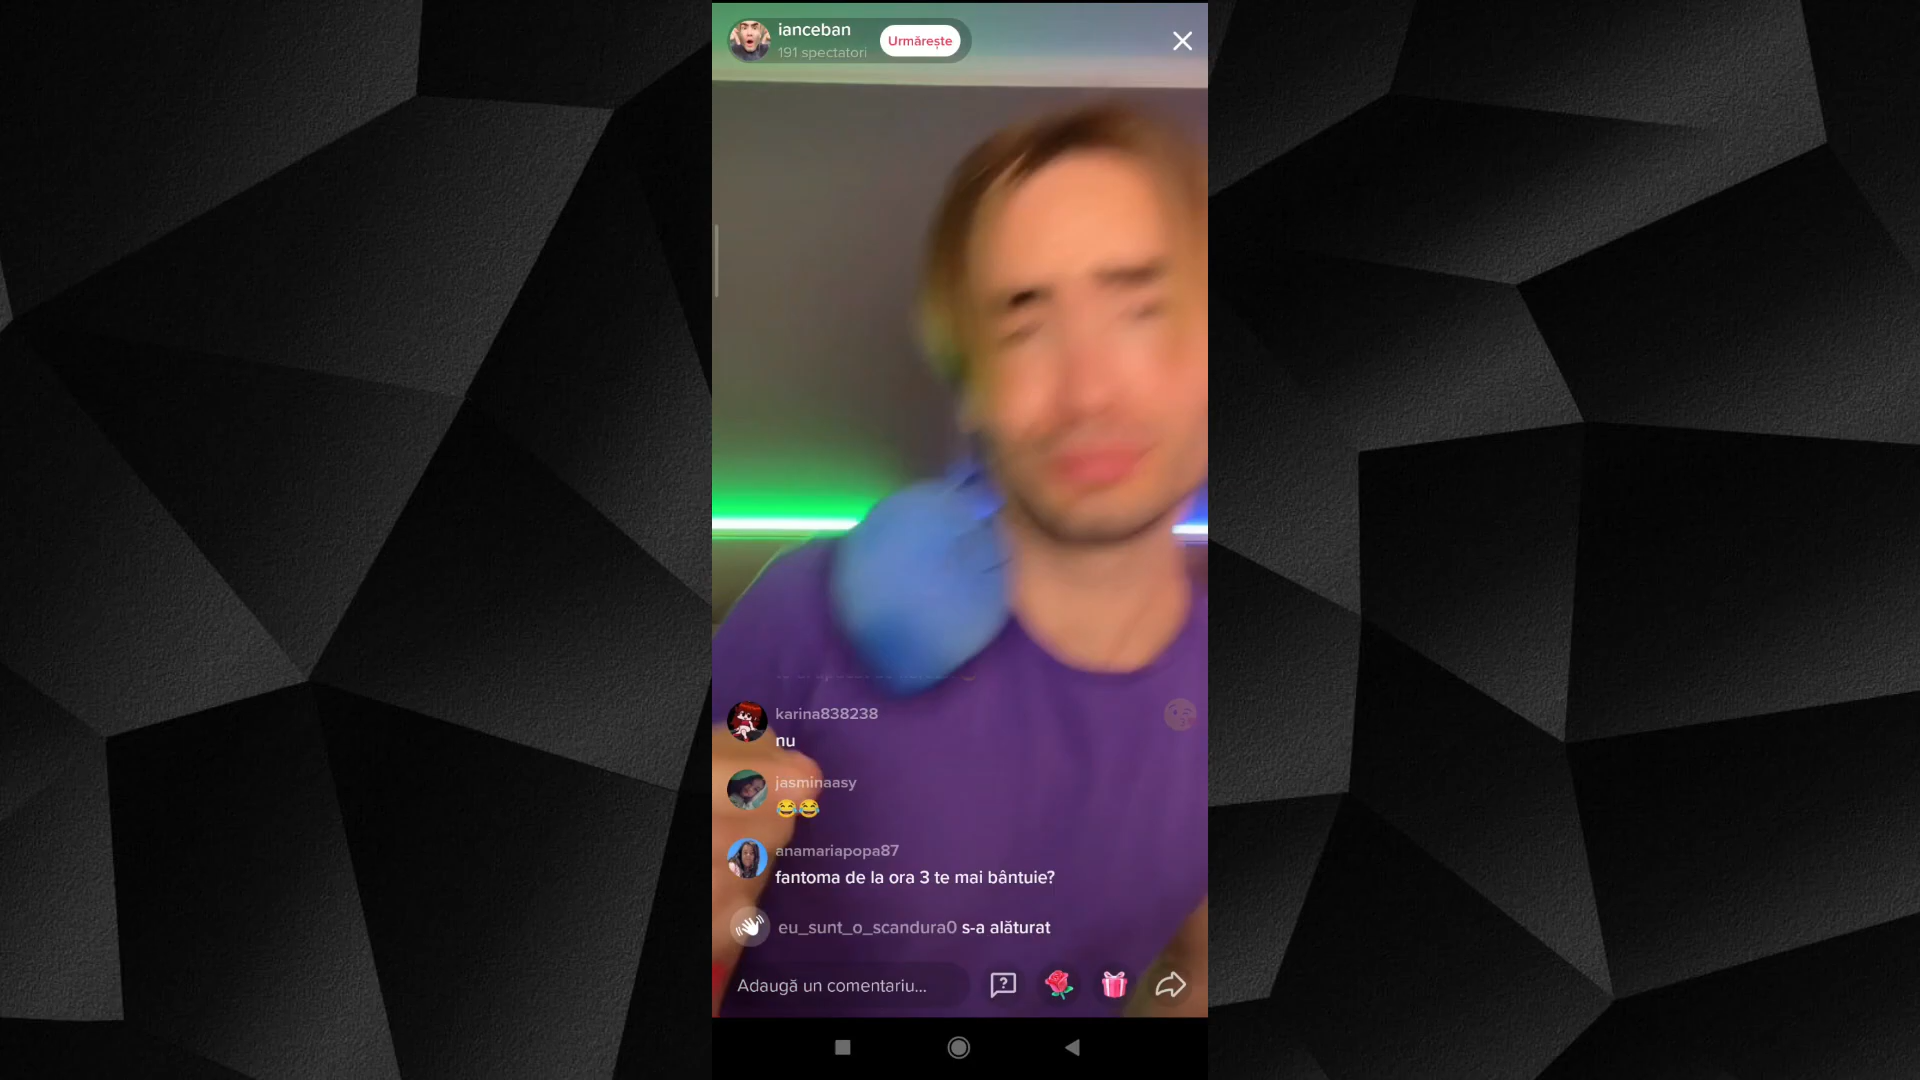 ianceban
191 spectatori
Urmărește
karina838238
nu
jasminaasy
😂😂
anamariapopa87
fantoma de la ora 3 te mai bântuie?
eu_sunt_o_scandura0 s-a alăturat
Adaugă un comentariu...